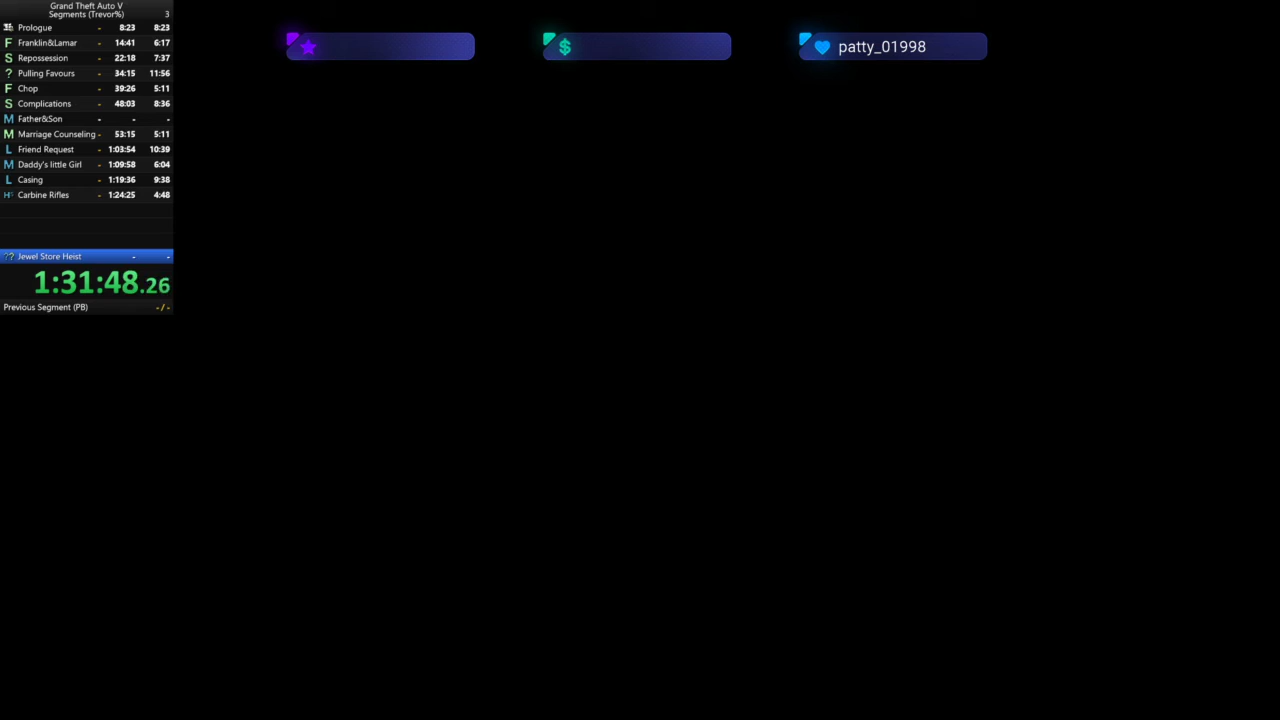 Grand Theft Auto V
Segments (Trevor%) 3
Prologue - 8:23 8:23
F Franklin&Lamar - 14:41 6:17
S Repossession - 22:18 7:37
? Pulling Favours - 34:15 11:56
F Chop - 39:26 5:11
S Complications - 48:03 8:36
M Father&Son - - -
M Marriage Counseling - 53:15 5:11
L Friend Request - 1:03:54 10:39
M Daddy's little Girl - 1:09:58 6:04
L Casing - 1:19:36 9:38
Carbine Rifles - 1:24:25 4:48
?? Jewel Store Heist - -
1:31:48.26
Previous Segment (PB) - / -
$
patty_01998